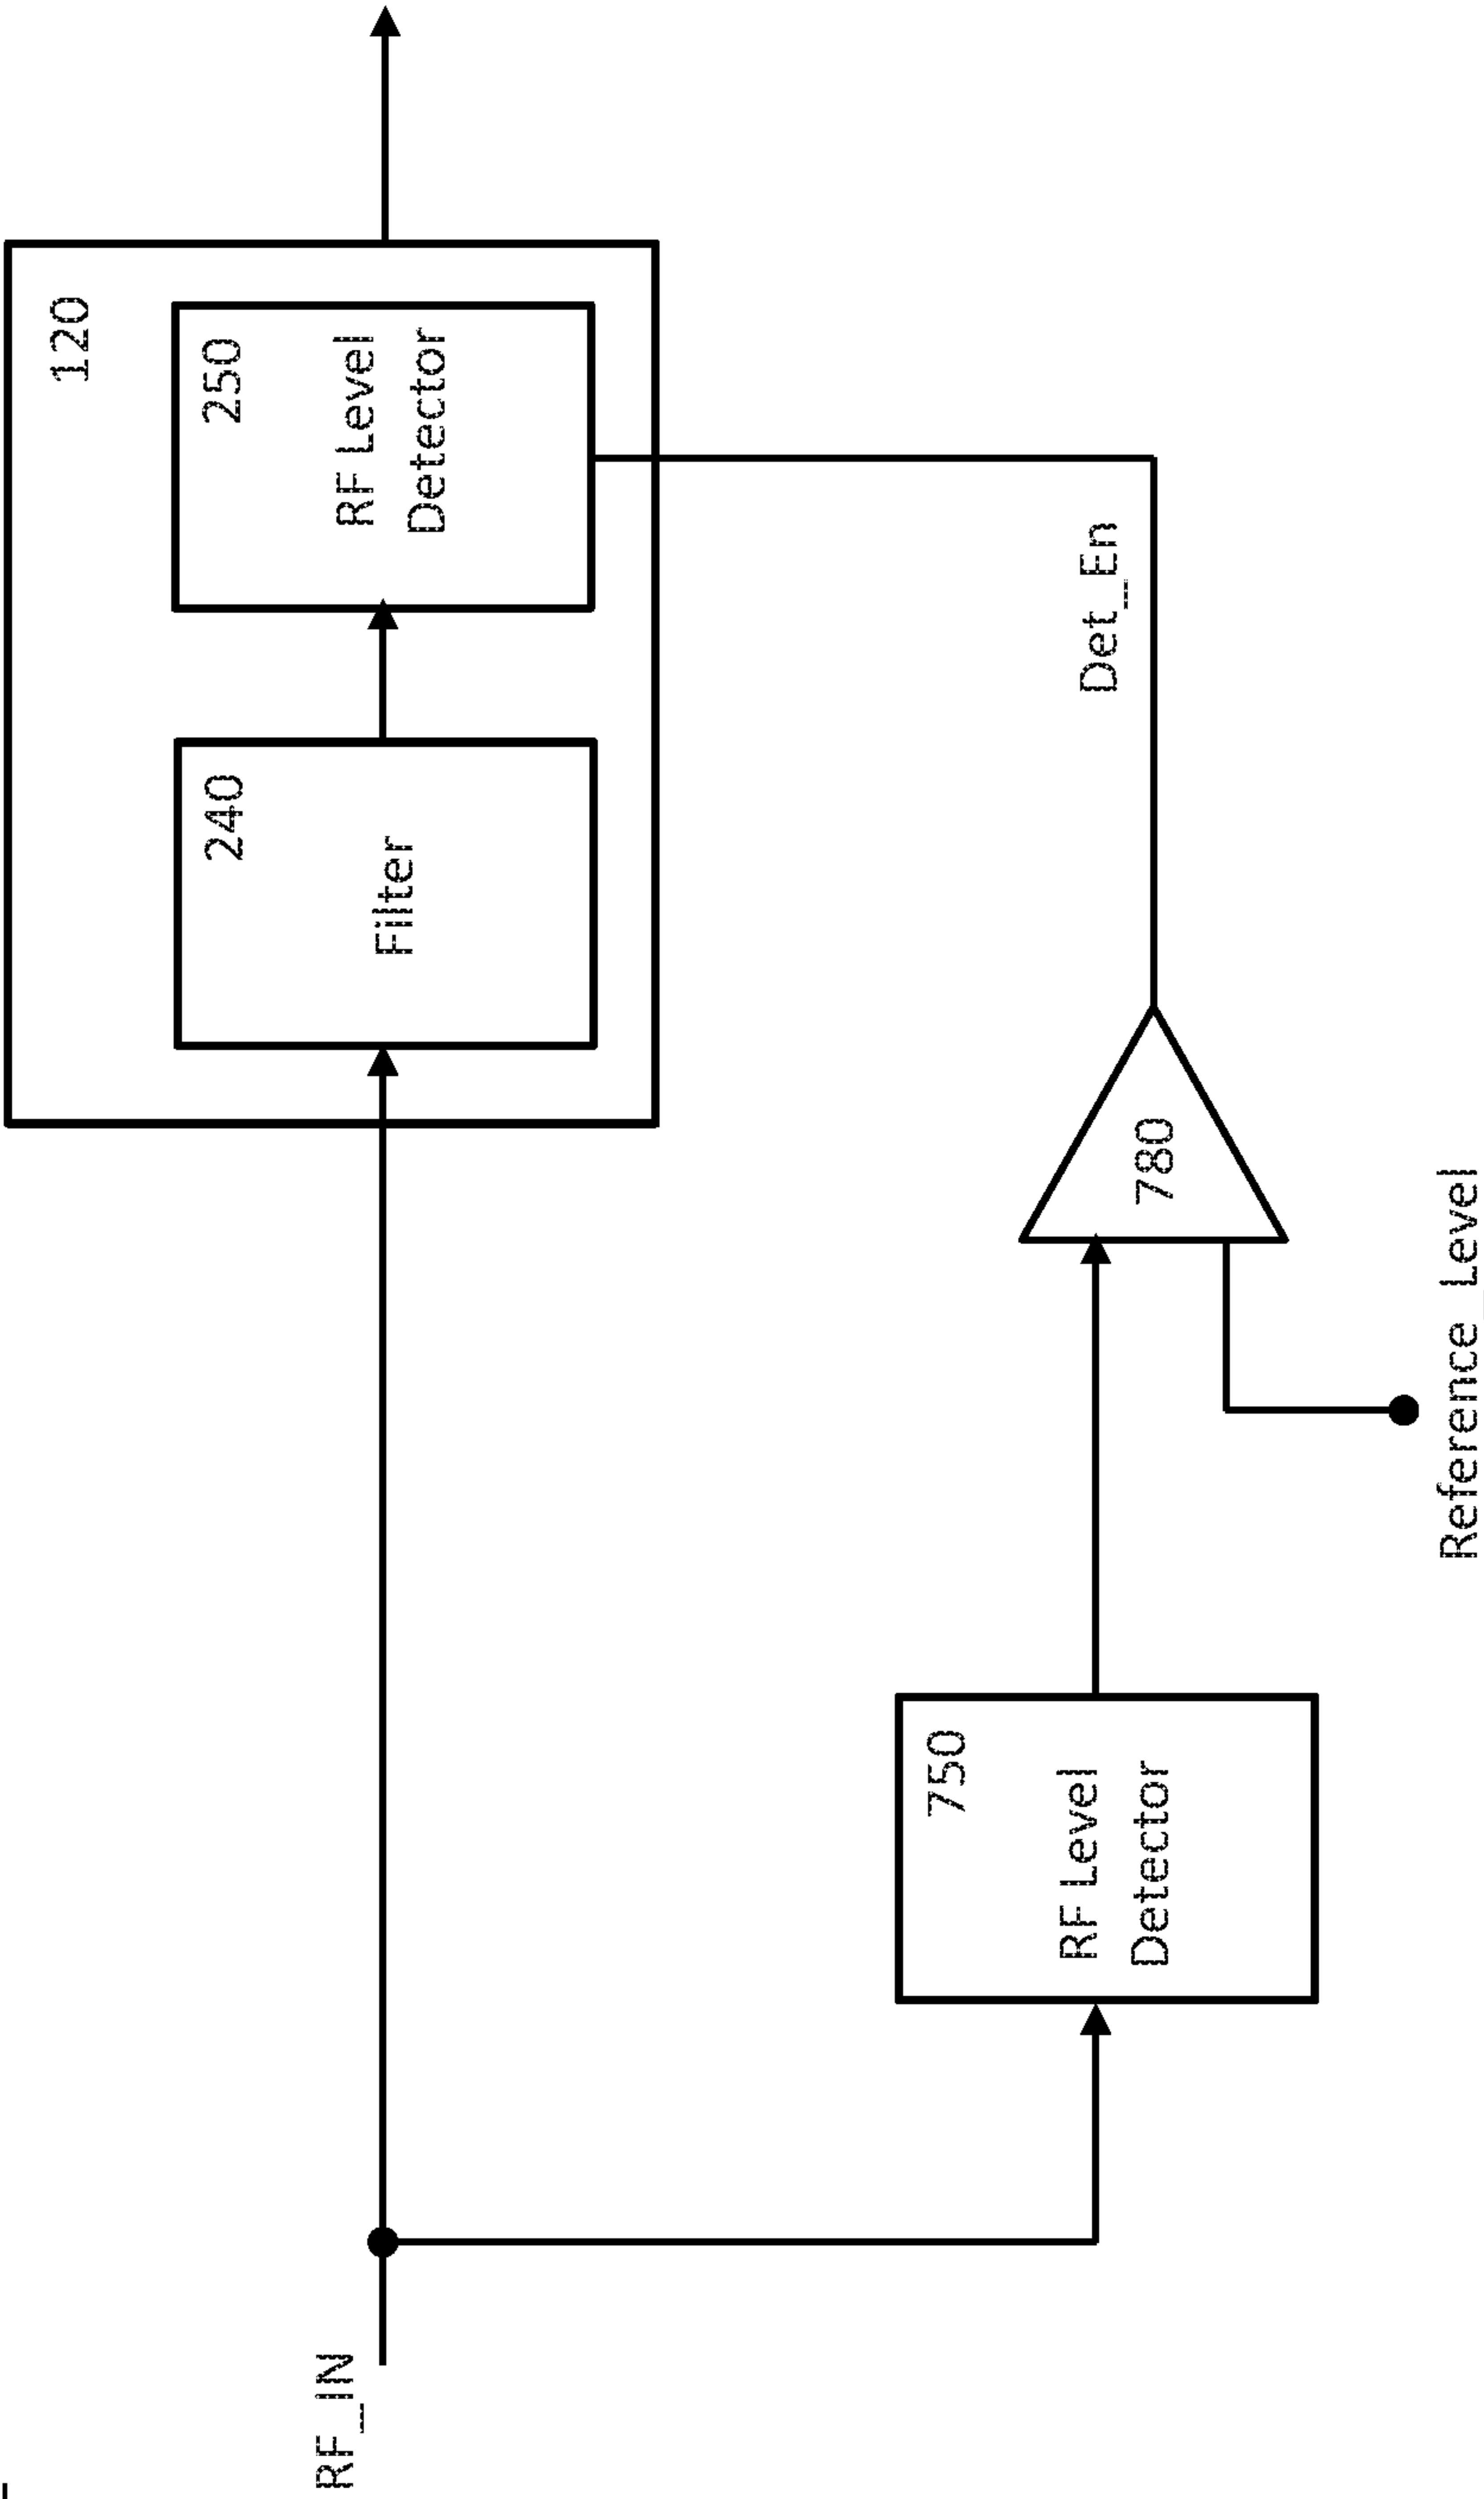 120
250
RF Level
Detector
240
Filter
Det_En
780
Reference_Level
750
RF Level
Detector
RF_IN